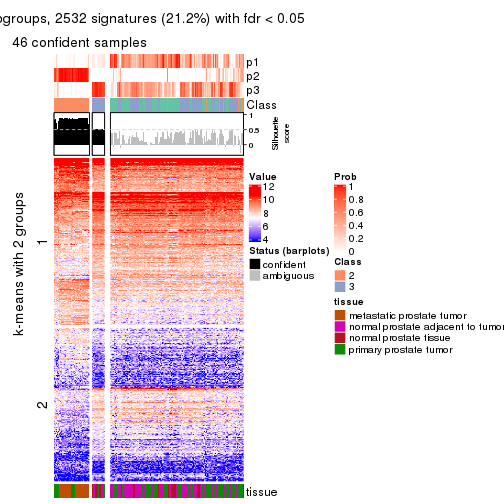 ogroups, 2532 signatures (21.2%) with fdr < 0.05
46 confident samples
p1
p2
p3
Class
1
0.5
0
Silhouette
score
k-means with 2 groups
1
2
Value
12
10
8
6
4
Status (barplots)
confident
ambiguous
Prob
1
0.8
0.6
0.4
0.2
0
Class
2
3
tissue
metastatic prostate tumor
normal prostate adjacent to tumor
normal prostate tissue
primary prostate tumor
tissue